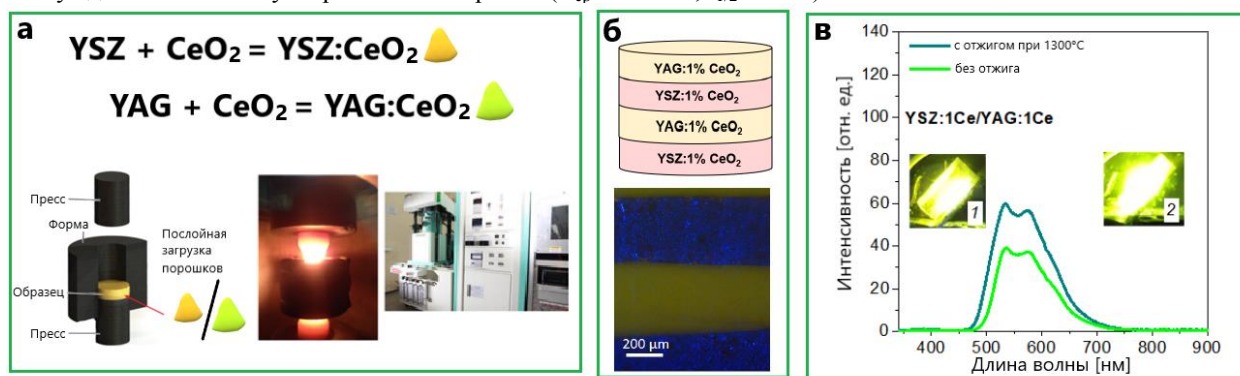 а
YSZ + CeO₂ = YSZ:CeO₂
YAG + CeO₂ = YAG:CeO₂
Пресс
Форма
Послойная
загрузка
порошков
Образец
Пресс
б
YAG:1% CeO₂
YSZ:1% CeO₂
YAG:1% CeO₂
YSZ:1% CeO₂
200 µm
в
140
120
100
80
60
40
20
0
Интенсивность [отн. ед.]
с отжигом при 1300°C
без отжига
YSZ:1Ce/YAG:1Ce
1
2
400
500
600
700
800
900
Длина волны [нм]